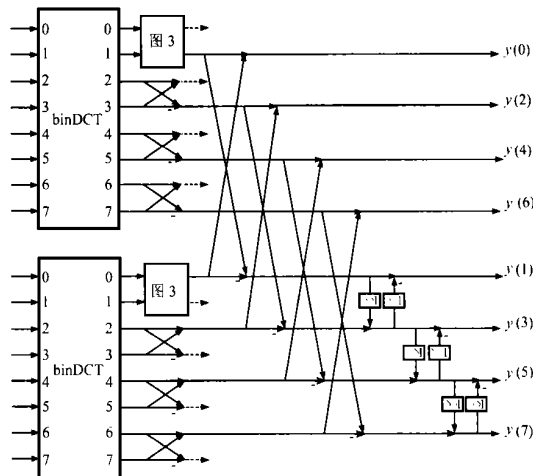 0 0 图 3
1 1 y(0)
2 2
3 3 y(2)
binDCT
4 4
5 5 y(4)
6 6
7 7 y(6)
0 0 图 3 y(1)
1 1
2 2 y(3)
3 3
binDCT
4 4 y(5)
5 5
6 6 y(7)
7 7